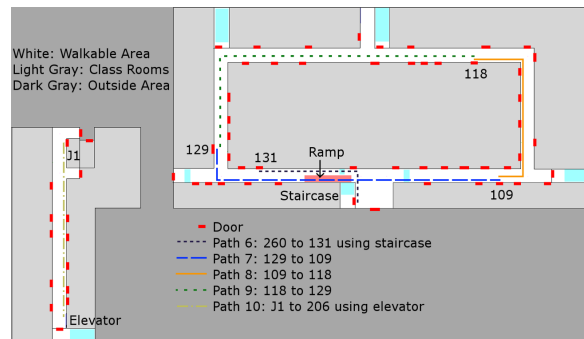 White: Walkable Area
Light Gray: Class Rooms
Dark Gray: Outside Area
118
J1
129
131
Ramp
Staircase
109
Door
Path 6: 260 to 131 using staircase
Path 7: 129 to 109
Path 8: 109 to 118
Path 9: 118 to 129
Path 10: J1 to 206 using elevator
Elevator